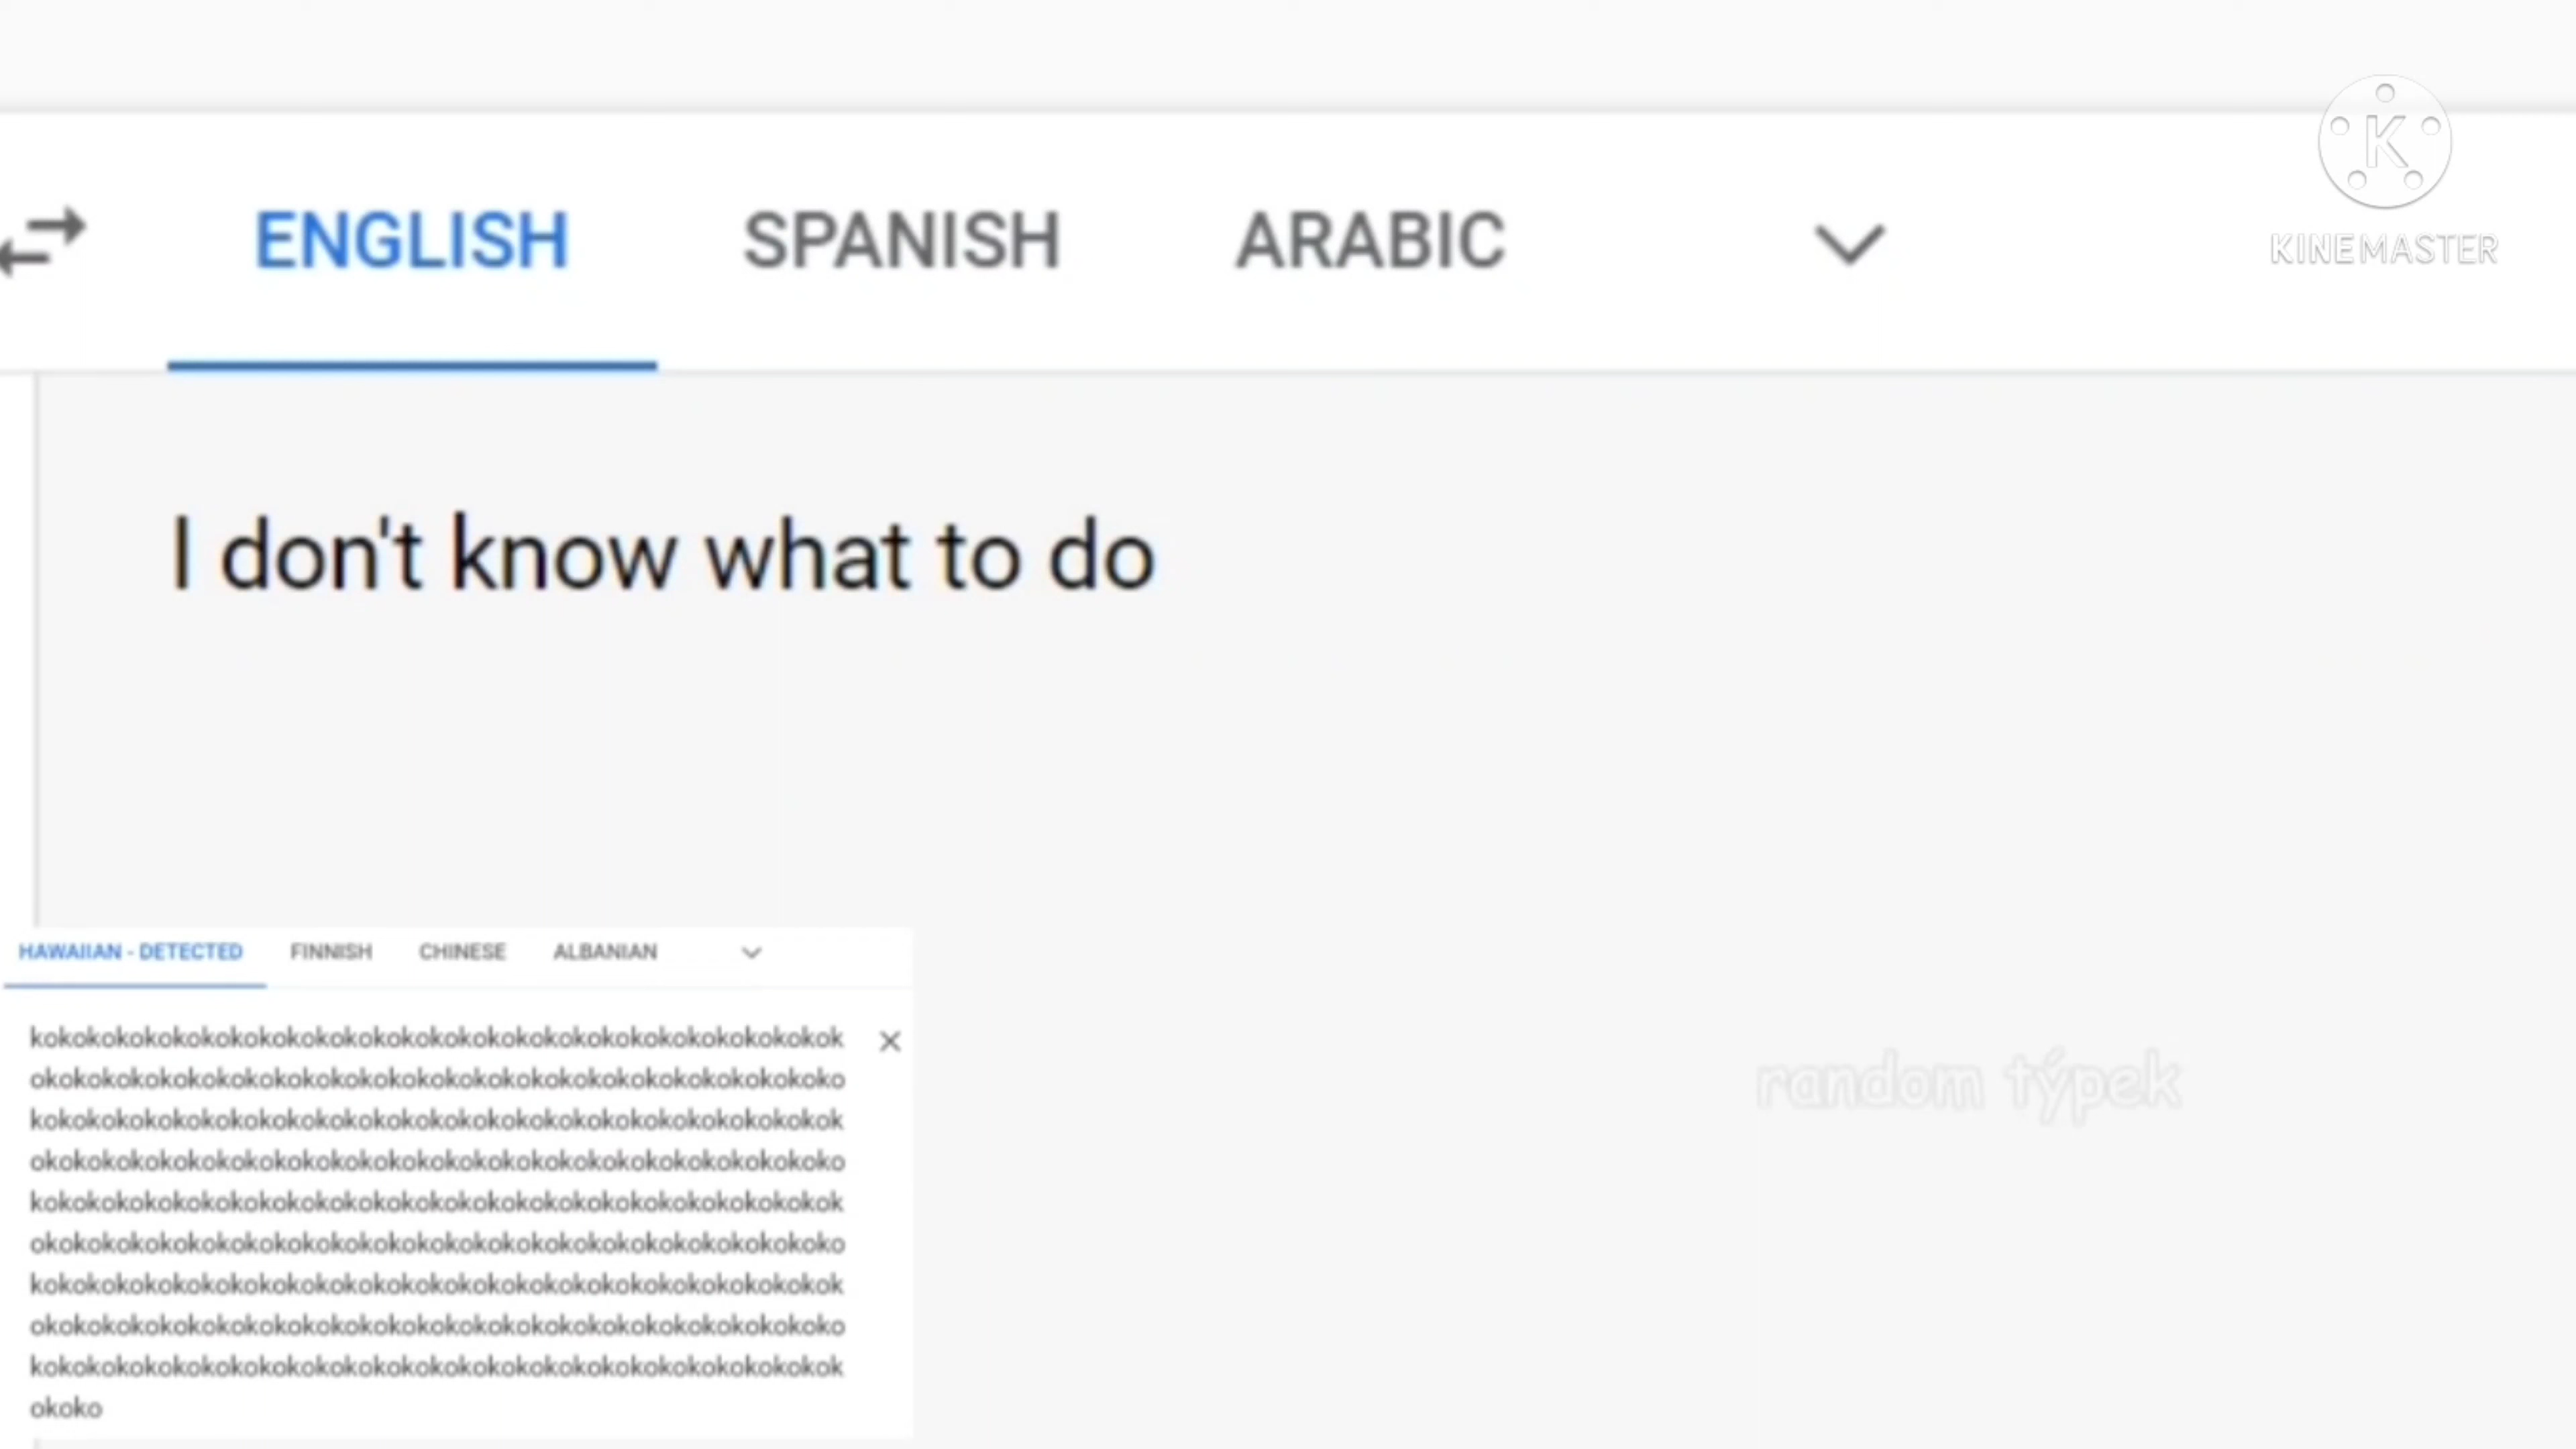 ENGLISH SPANISH ARABIC
K
KINEMASTER
I don't know what to do
HAWAIIAN - DETECTED FINNISH CHINESE ALBANIAN
kokokokokokokokokokokokokokokokokokokokokokokokokokokokok
okokokokokokokokokokokokokokokokokokokokokokokokokokokoko
kokokokokokokokokokokokokokokokokokokokokokokokokokokokok
okokokokokokokokokokokokokokokokokokokokokokokokokokokoko
kokokokokokokokokokokokokokokokokokokokokokokokokokokokok
okokokokokokokokokokokokokokokokokokokokokokokokokokokoko
kokokokokokokokokokokokokokokokokokokokokokokokokokokokok
okokokokokokokokokokokokokokokokokokokokokokokokokokokoko
kokokokokokokokokokokokokokokokokokokokokokokokokokokokok
okoko
random týpek